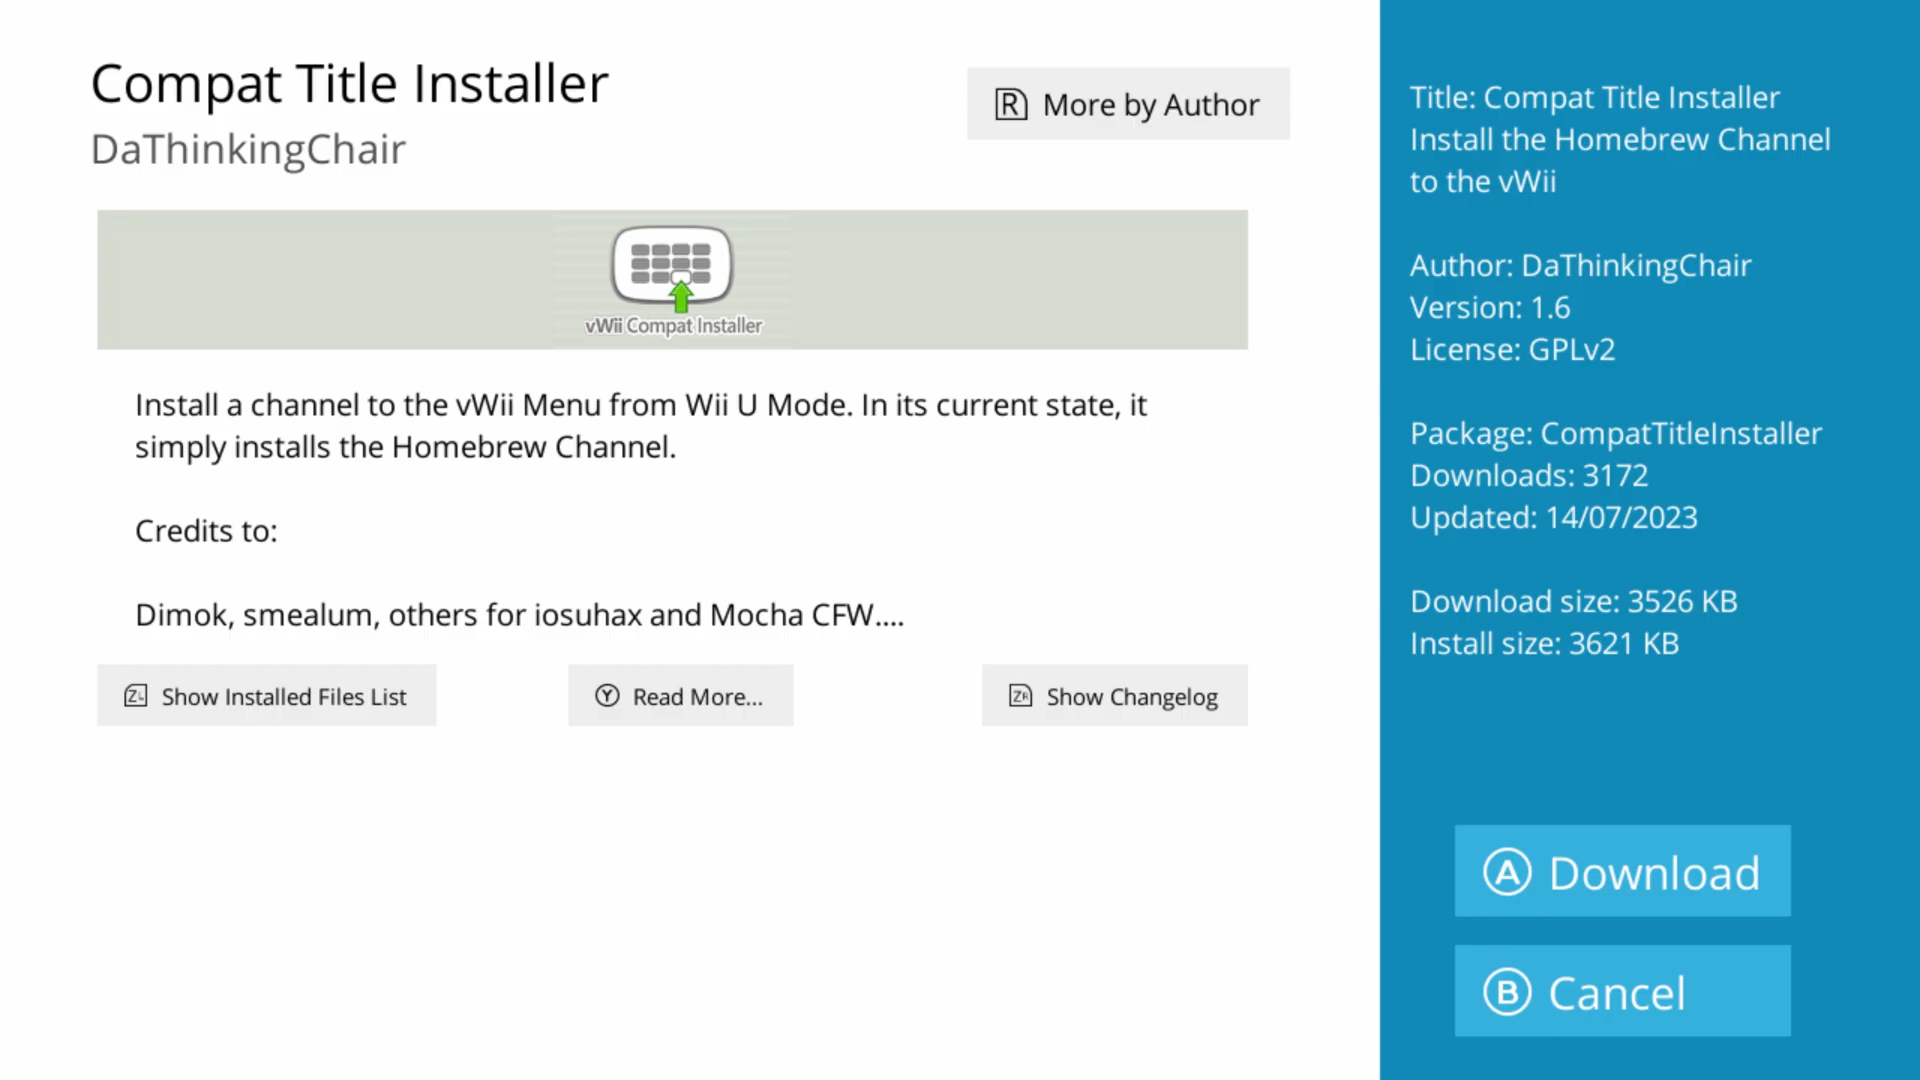 Compat Title Installer
DaThinkingChair
R More by Author
vWii Compat Installer
Install a channel to the vWii Menu from Wii U Mode. In its current state, it
simply installs the Homebrew Channel.
Credits to:
Dimok, smealum, others for iosuhax and Mocha CFW....
ZL Show Installed Files List
Y Read More...
ZR Show Changelog
Title: Compat Title Installer
Install the Homebrew Channel
to the vWii
Author: DaThinkingChair
Version: 1.6
License: GPLv2
Package: CompatTitleInstaller
Downloads: 3172
Updated: 14/07/2023
Download size: 3526 KB
Install size: 3621 KB
A Download
B Cancel